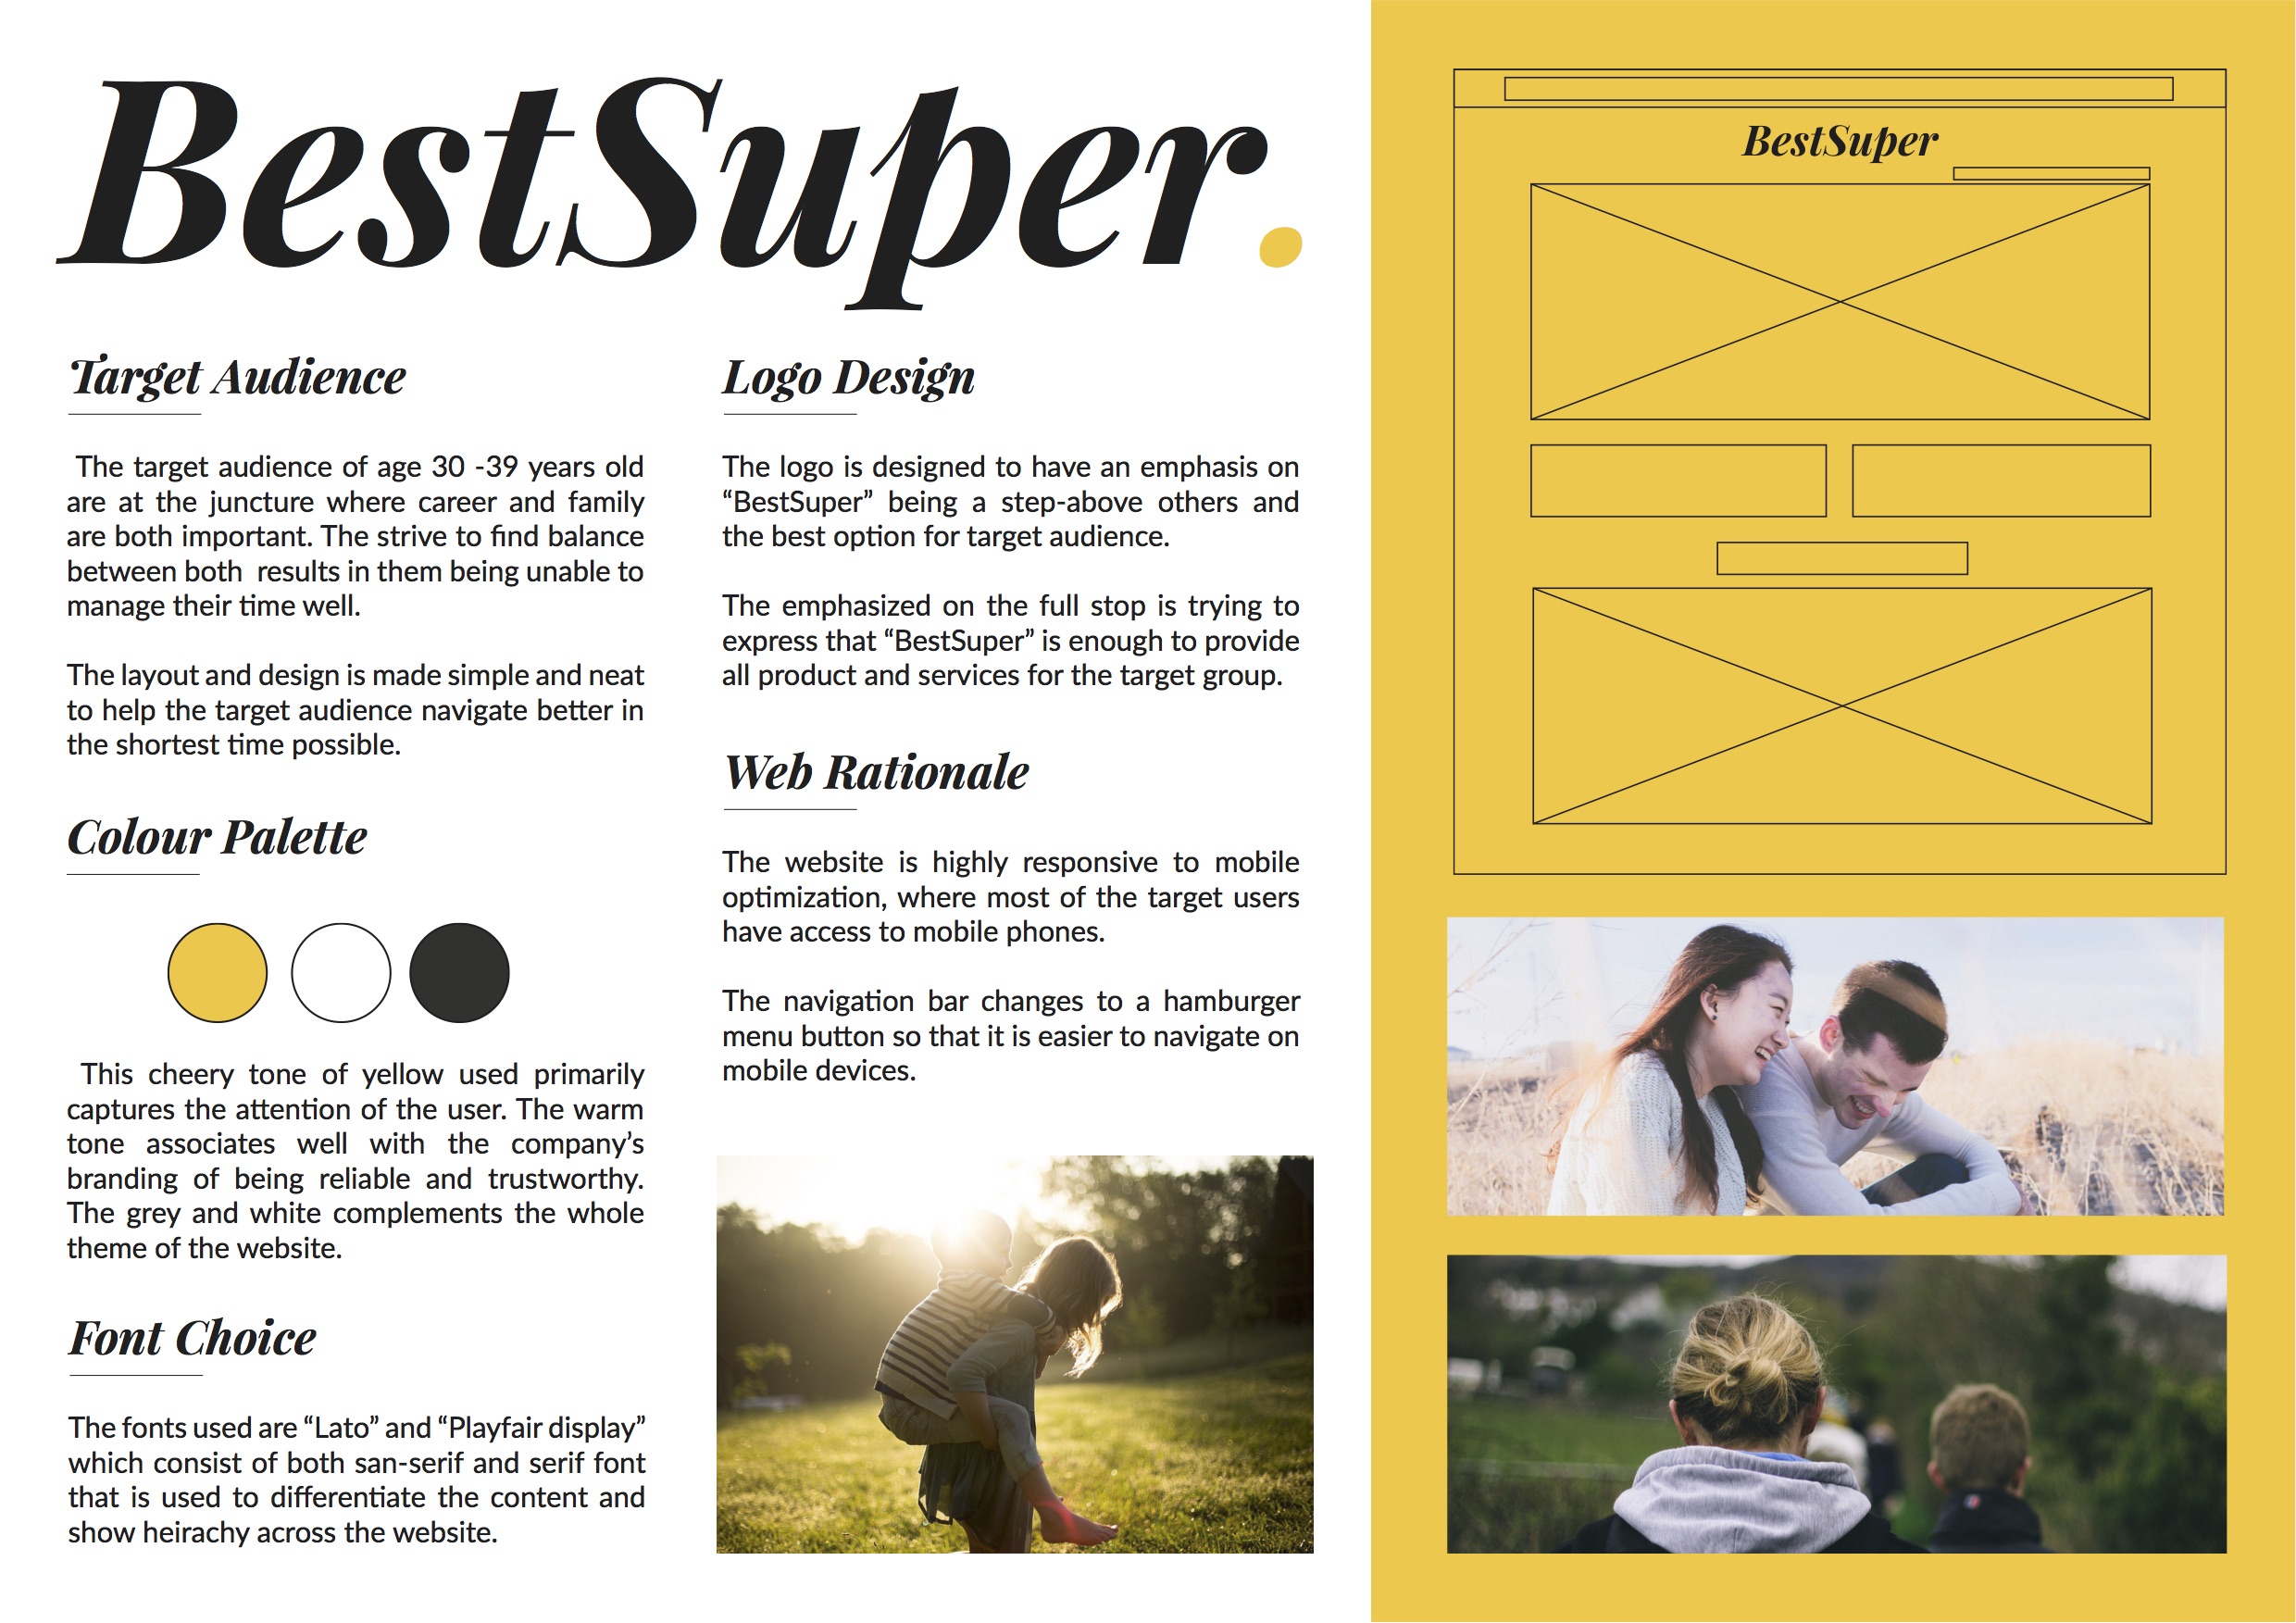 BestSuper.
Target Audience
The target audience of age 30 -39 years old
are at the juncture where career and family
are both important. The strive to find balance
between both  results in them being unable to
manage their time well.
The layout and design is made simple and neat
to help the target audience navigate better in
the shortest time possible.
Colour Palette
This cheery tone of yellow used primarily
captures the attention of the user. The warm
tone associates well with the company’s
branding of being reliable and trustworthy.
The grey and white complements the whole
theme of the website.
Font Choice
The fonts used are “Lato” and “Playfair display”
which consist of both san-serif and serif font
that is used to differentiate the content and
show heirachy across the website.
Logo Design
The logo is designed to have an emphasis on
“BestSuper” being a step-above others and
the best option for target audience.
The emphasized on the full stop is trying to
express that “BestSuper” is enough to provide
all product and services for the target group.
Web Rationale
The website is highly responsive to mobile
optimization, where most of the target users
have access to mobile phones.
The navigation bar changes to a hamburger
menu button so that it is easier to navigate on
mobile devices.
BestSuper